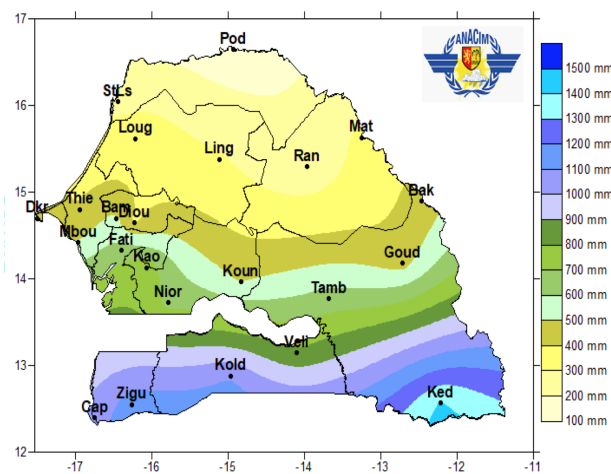 17
16
15
14
13
12
-17
-16
-15
-14
-13
-12
-11
ANACIM
Pod
StLs
Loug
Ling
Ran
Mat
Bak
Dkr
Thie
Bam
Diou
Mbou
Fati
Kao
Goud
Koun
Tamb
Nior
Veli
Kold
Zigu
Cap
Ked
1500 mm
1400 mm
1300 mm
1200 mm
1100 mm
1000 mm
900 mm
800 mm
700 mm
600 mm
500 mm
400 mm
300 mm
200 mm
100 mm